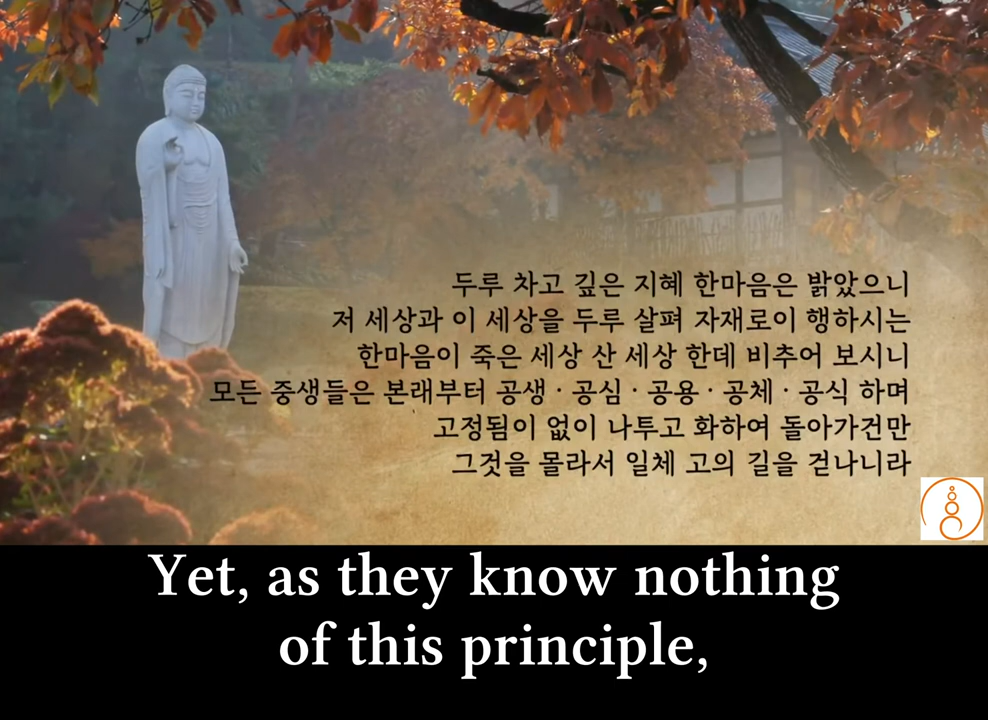 두루 차고 깊은 지혜 한마음은 밝았으니
저 세상과 이 세상을 두루 살펴 자재로이 행하시는
한마음이 죽은 세상 산 세상 한데 비추어 보시니
모든 중생들은 본래부터 공생 · 공심 · 공용 · 공체 · 공식 하며
고정됨이 없이 나투고 화하여 돌아가건만
그것을 몰라서 일체 고의 길을 걷나니라
Yet, as they know nothing
of this principle,